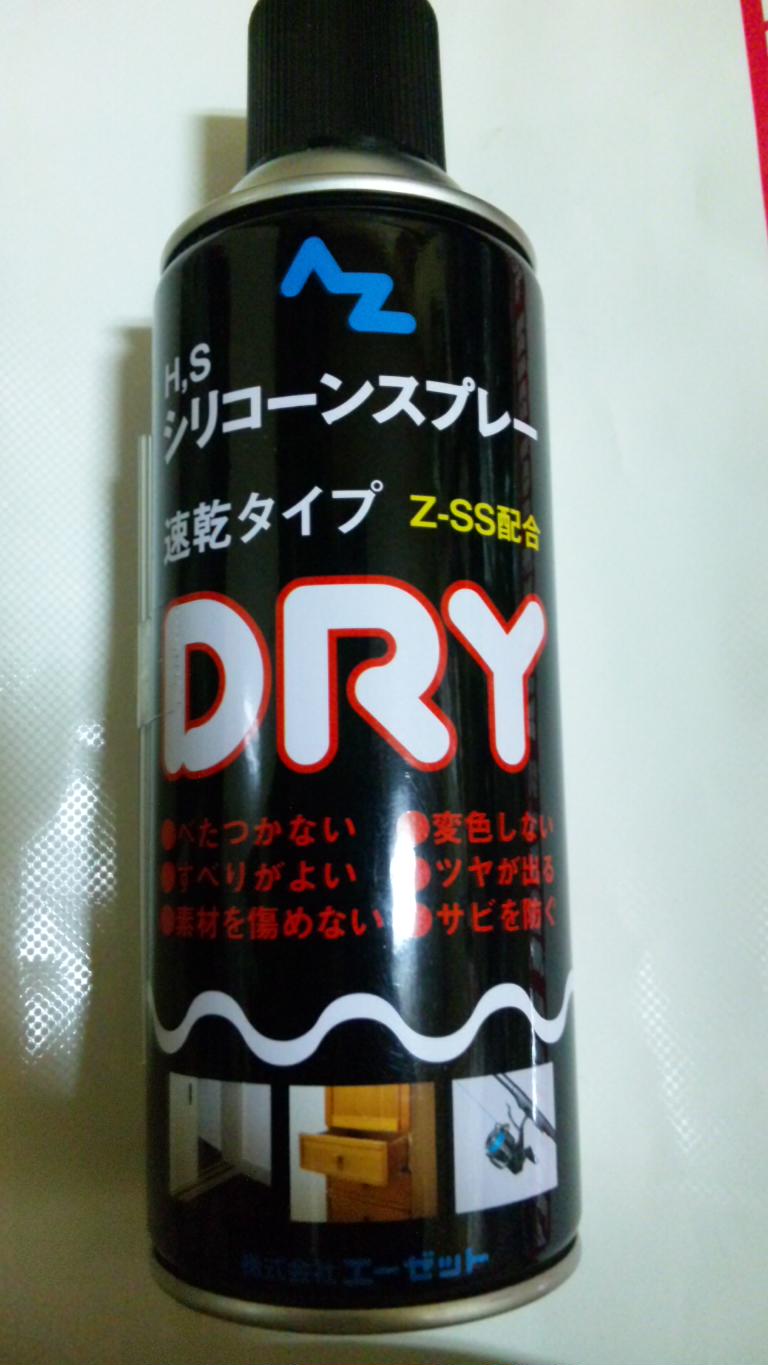 AZ
H,S
シリコーンスプレー
速乾タイプ Z-SS配合
DRY
●べたつかない ●変色しない
●すべりがよい ●ツヤが出る
●素材を傷めない ●サビを防ぐ
株式会社エーゼット